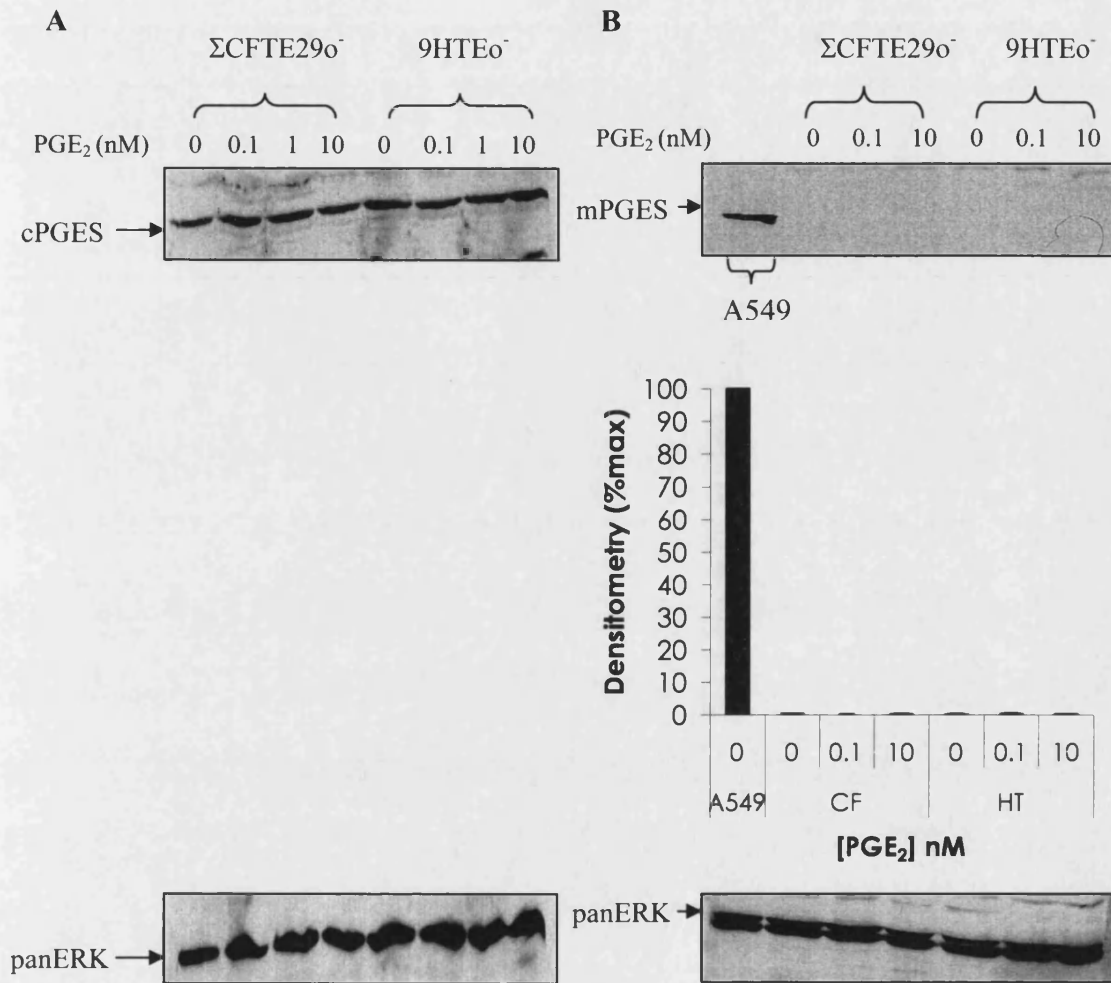 A
ΣCFTE29o⁻ 9HTEo⁻
PGE₂ (nM) 0 0.1 1 10 0 0.1 1 10
cPGES
panERK
B
ΣCFTE29o⁻ 9HTEo⁻
PGE₂ (nM) 0 0.1 10 0 0.1 10
mPGES
A549
Densitometry (%max)
100
90
80
70
60
50
40
30
20
10
0
0 0 0.1 10 0 0.1 10
A549 CF HT
[PGE₂] nM
panERK